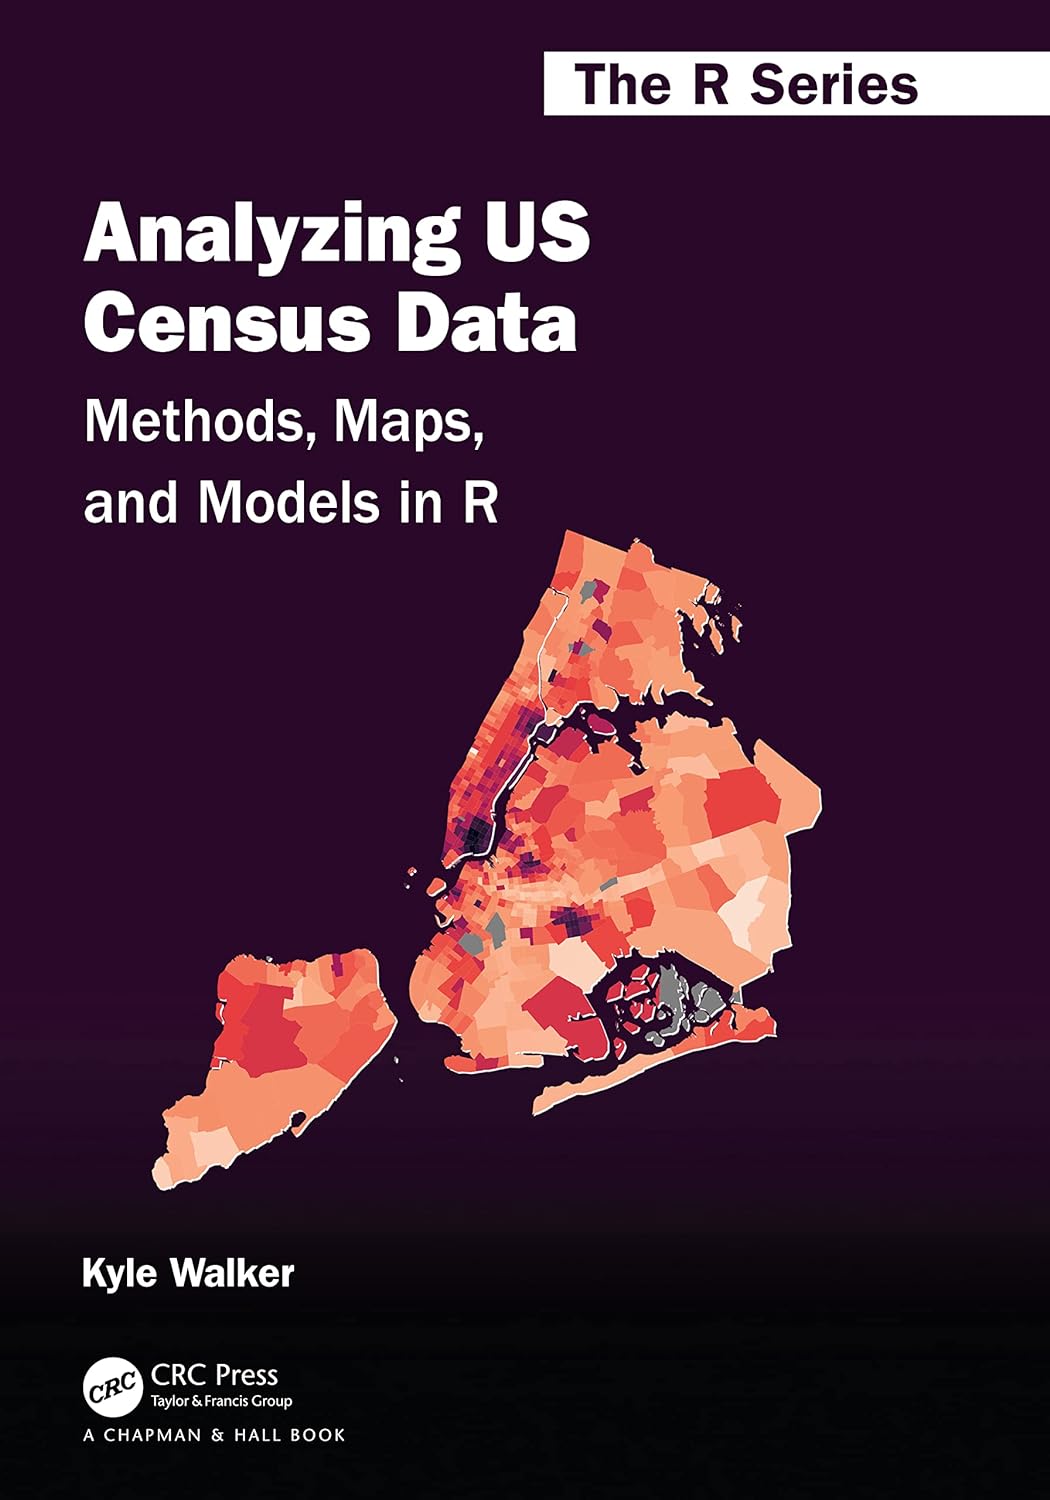 The R Series
Analyzing US
Census Data
Methods, Maps,
and Models in R
Kyle Walker
CRC
CRC Press
Taylor & Francis Group
A CHAPMAN & HALL BOOK